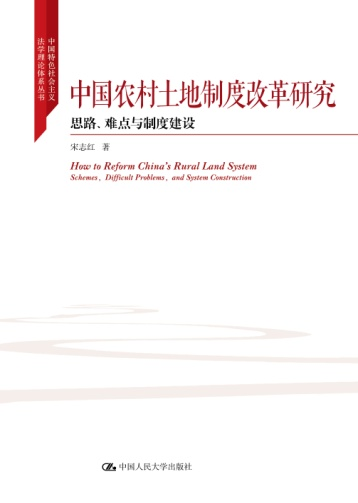 中国特色社会主义
法学理论体系丛书
中国农村土地制度改革研究
思路、难点与制度建设
宋志红 著
How to Reform China's Rural Land System
Schemes, Difficult Problems, and System Construction
中国人民大学出版社